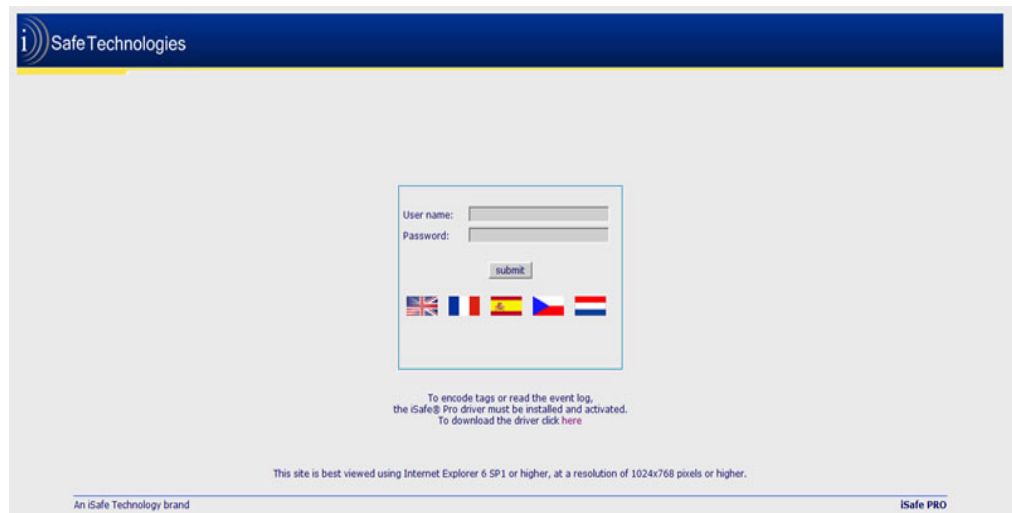 i)))SafeTechnologies
User name:
Password:
submit
To encode tags or read the event log,
the iSafe® Pro driver must be installed and activated.
To download the driver click here
This site is best viewed using Internet Explorer 6 SP1 or higher, at a resolution of 1024x768 pixels or higher.
An iSafe Technology brand
iSafe PRO